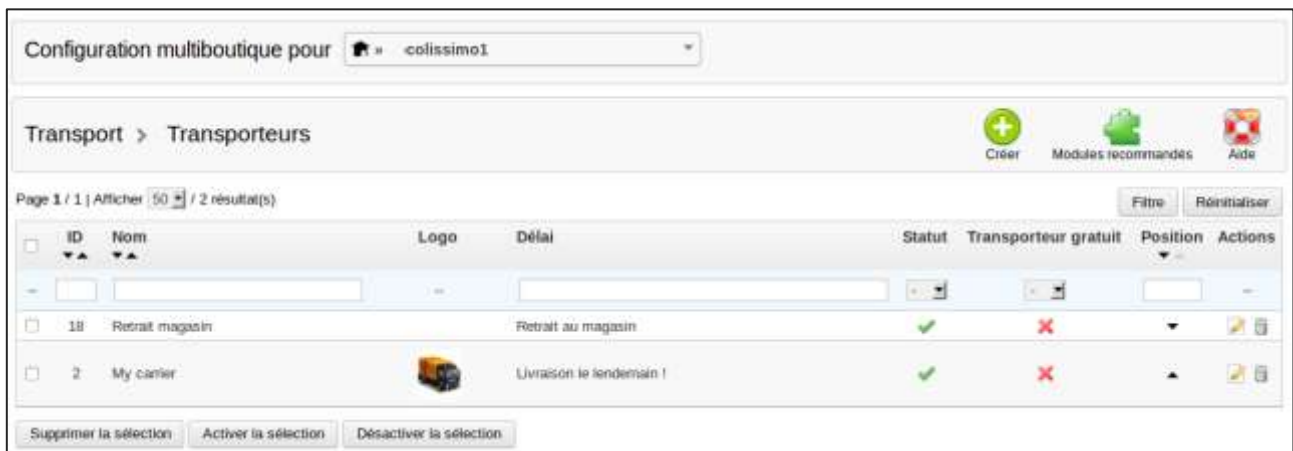 Configuration multiboutique pour » colissimo1
Transport > Transporteurs
Créer Modules recommandés Aide
Page 1 / 1 | Afficher 50 / 2 résultat(s)
Filtre Réinitialiser
ID Nom Logo Délai Statut Transporteur gratuit Position Actions
-- -- - - --
18 Retrait magasin Retrait au magasin
2 My carrier Livraison le lendemain !
Supprimer la sélection Activer la sélection Désactiver la sélection